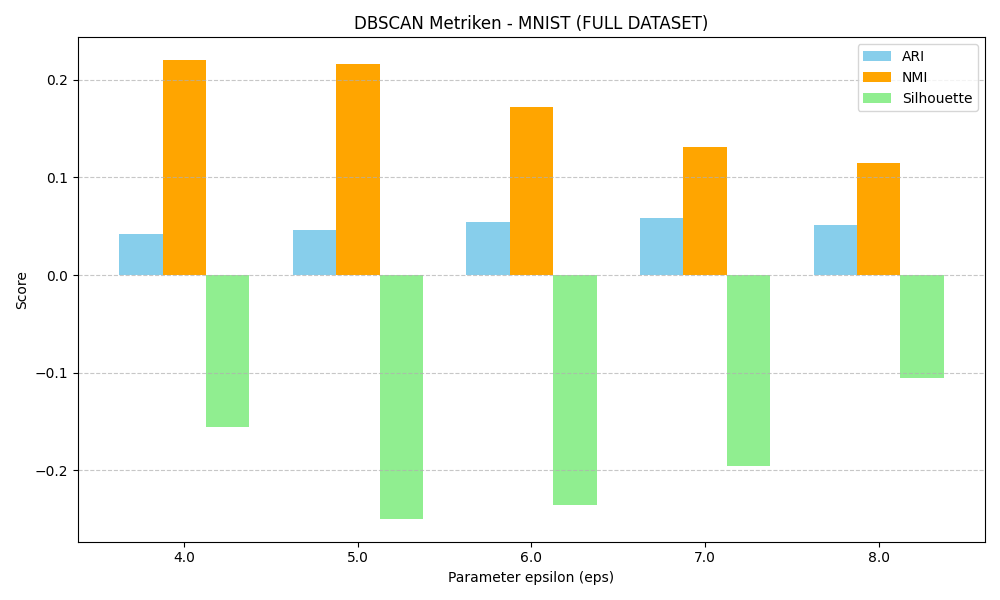 DBSCAN Metriken - MNIST (FULL DATASET)
ARI
NMI
Silhouette
Score
0.2
0.1
0.0
−0.1
−0.2
4.0 5.0 6.0 7.0 8.0
Parameter epsilon (eps)